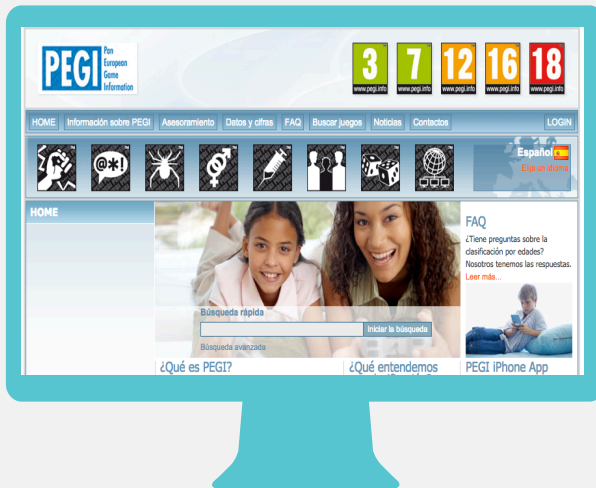 PEGI
Pan
European
Game
Information
3
www.pegi.info
7
www.pegi.info
12
www.pegi.info
16
www.pegi.info
18
www.pegi.info
HOME Información sobre PEGI Asesoramiento Datos y cifras FAQ Buscar juegos Noticias Contactos LOGIN
@*!
Español
Elija un idioma
HOME
FAQ
¿Tiene preguntas sobre la
clasificación por edades?
Nosotros tenemos las respuestas.
Leer más...
Búsqueda rápida
Iniciar la búsqueda
Búsqueda avanzada
¿Qué es PEGI?
¿Qué entendemos
PEGI iPhone App